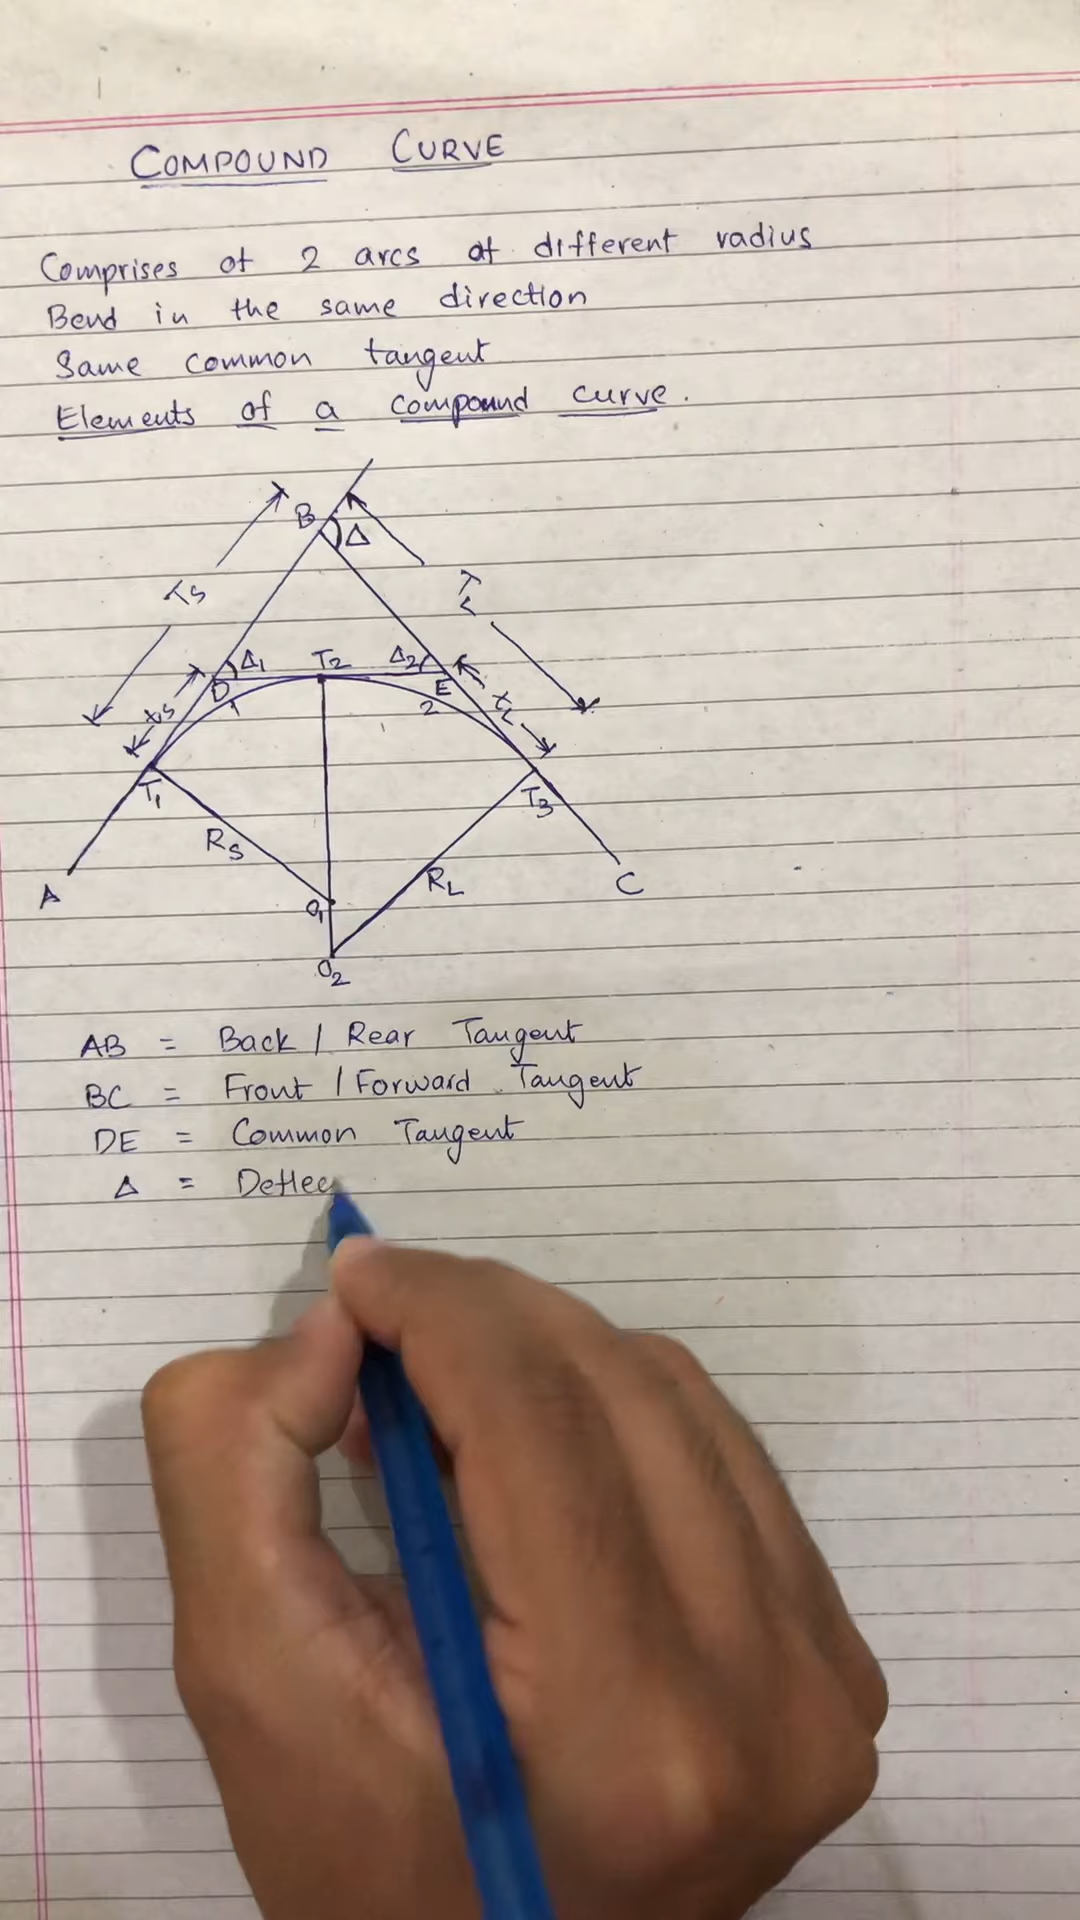 COMPOUND CURVE
Comprises of 2 arcs of different radius
Bend in the same direction
Same common tangent
Elements of a compound curve.
B Δ
TS TL
Δ1 T2 Δ2
D E
tS 1 2 tL
T1 T3
RS
A RL C
O1
O2
AB = Back / Rear Tangent
BC = Front / Forward Tangent
DE = Common Tangent
Δ = Deflec